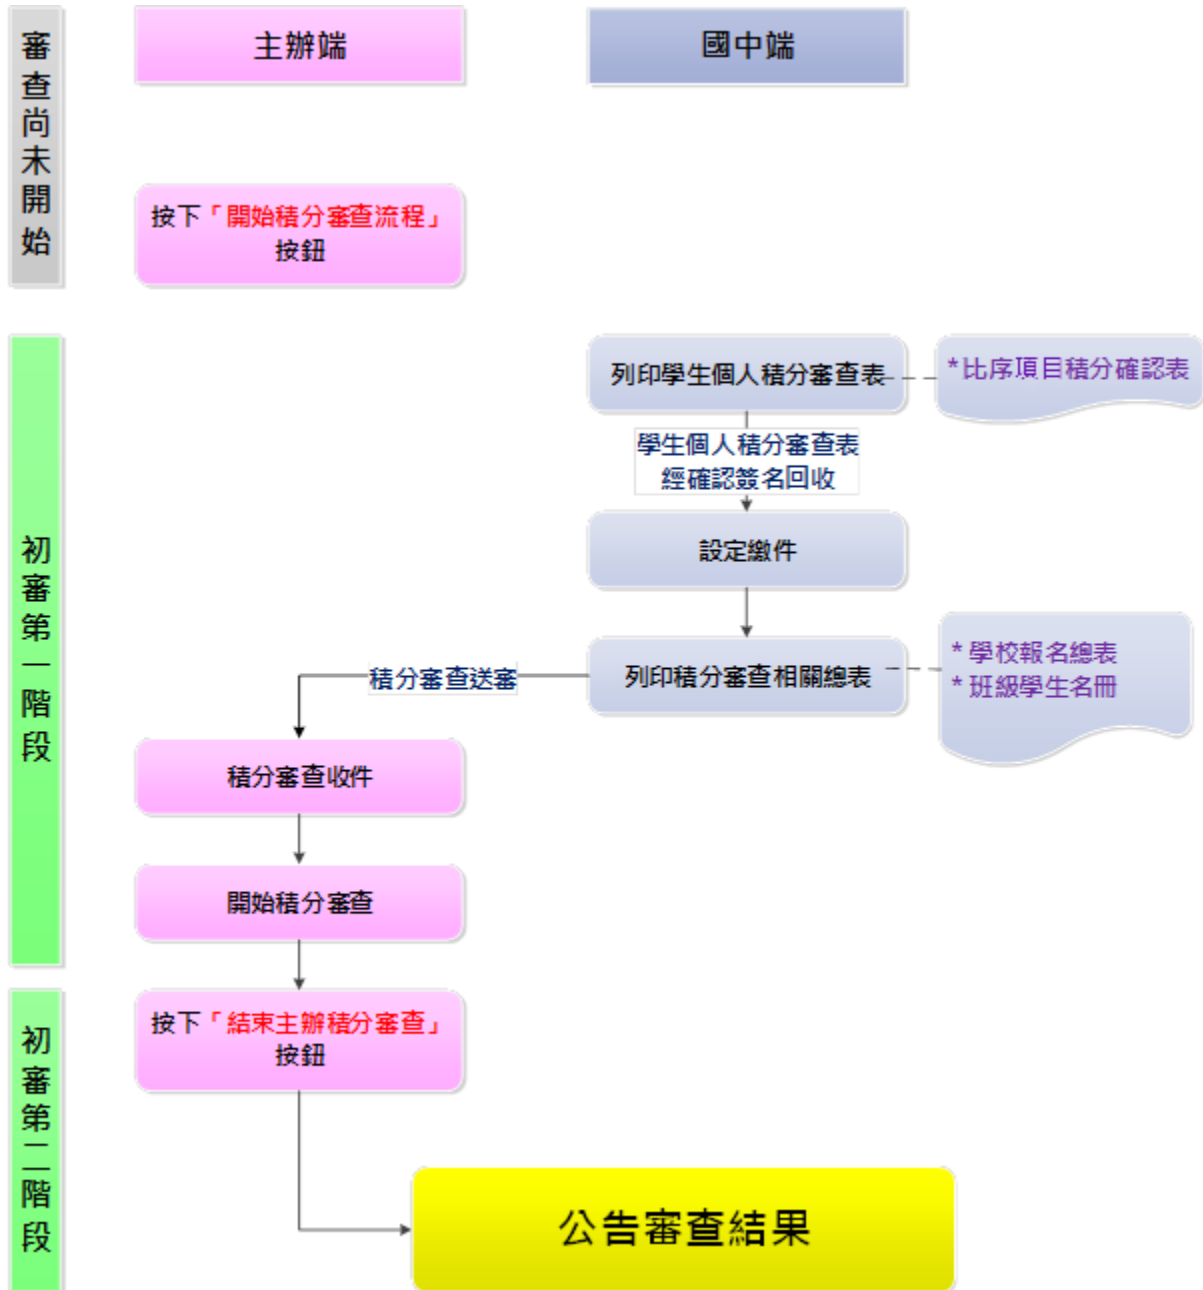 審查尚未開始
主辦端
國中端
按下「開始積分審查流程」
按鈕
初審第一階段
列印學生個人積分審查表
*比序項目積分確認表
學生個人積分審查表
經確認簽名回收
設定繳件
列印積分審查相關總表
* 學校報名總表
* 班級學生名冊
積分審查送審
積分審查收件
開始積分審查
初審第二階段
按下「結束主辦積分審查」
按鈕
公告審查結果